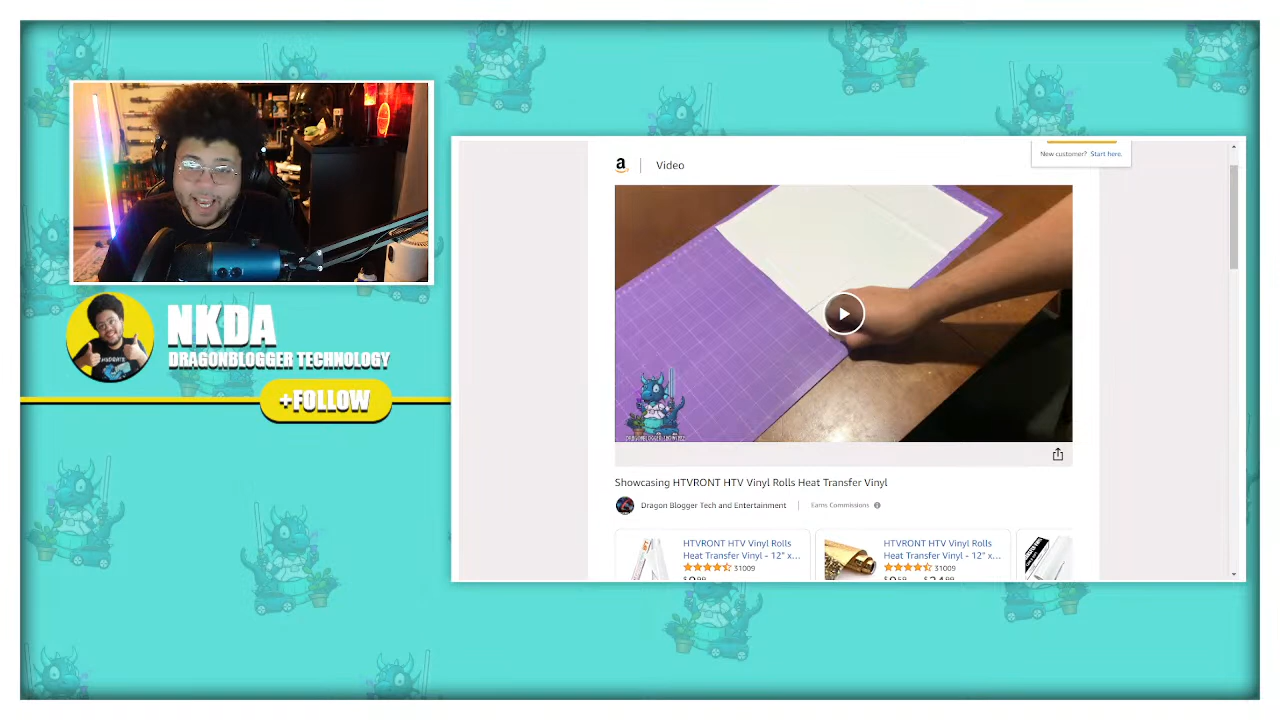 NKDA
DRAGONBLOGGER TECHNOLOGY
+FOLLOW
New customer? Start here.
a | Video
Showcasing HTVRONT HTV Vinyl Rolls Heat Transfer Vinyl
Dragon Blogger Tech and Entertainment | Earns Commissions
HTVRONT HTV Vinyl Rolls
Heat Transfer Vinyl - 12" x...
31009
HTVRONT HTV Vinyl Rolls
Heat Transfer Vinyl - 12" x...
31009